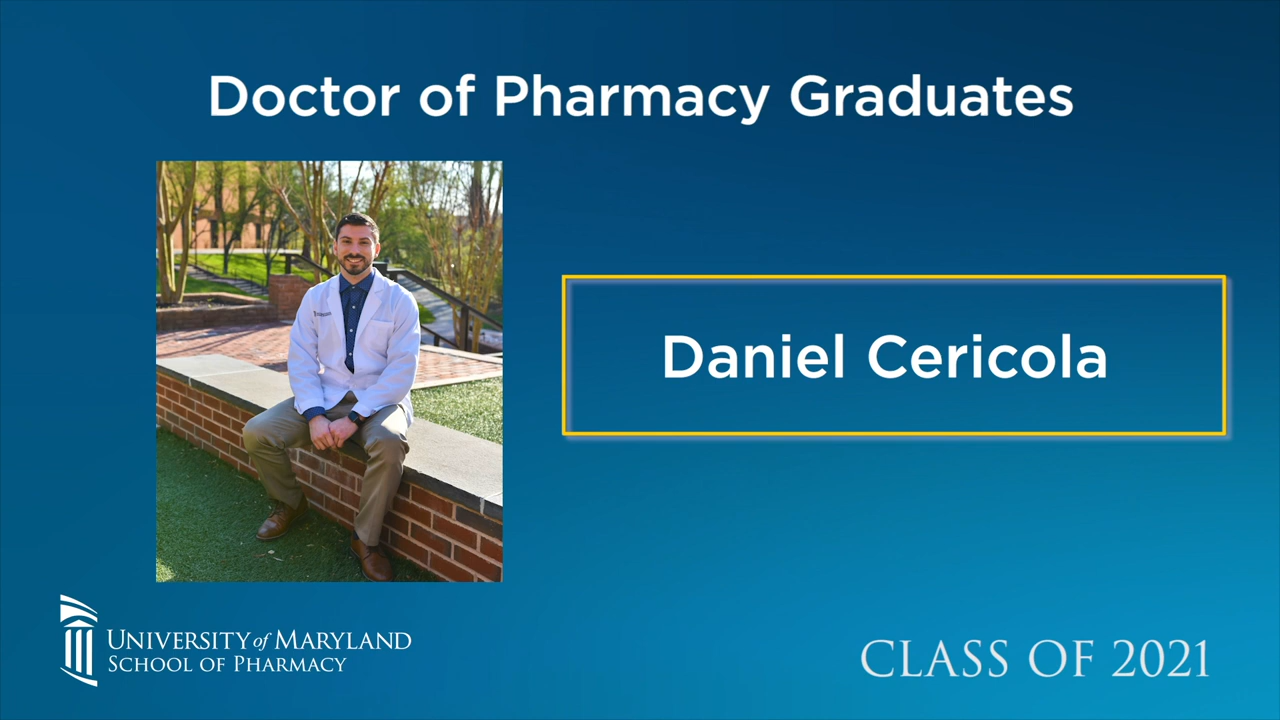 Doctor of Pharmacy Graduates
Daniel Cericola
UNIVERSITY of MARYLAND
SCHOOL OF PHARMACY
CLASS OF 2021